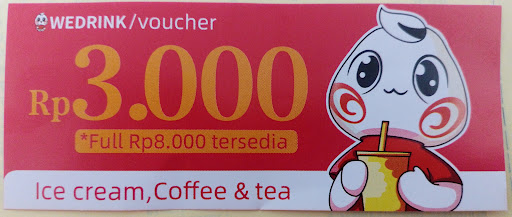 WEDRINK/voucher
Rp3.000
*Full Rp8.000 tersedia
Ice cream,Coffee & tea